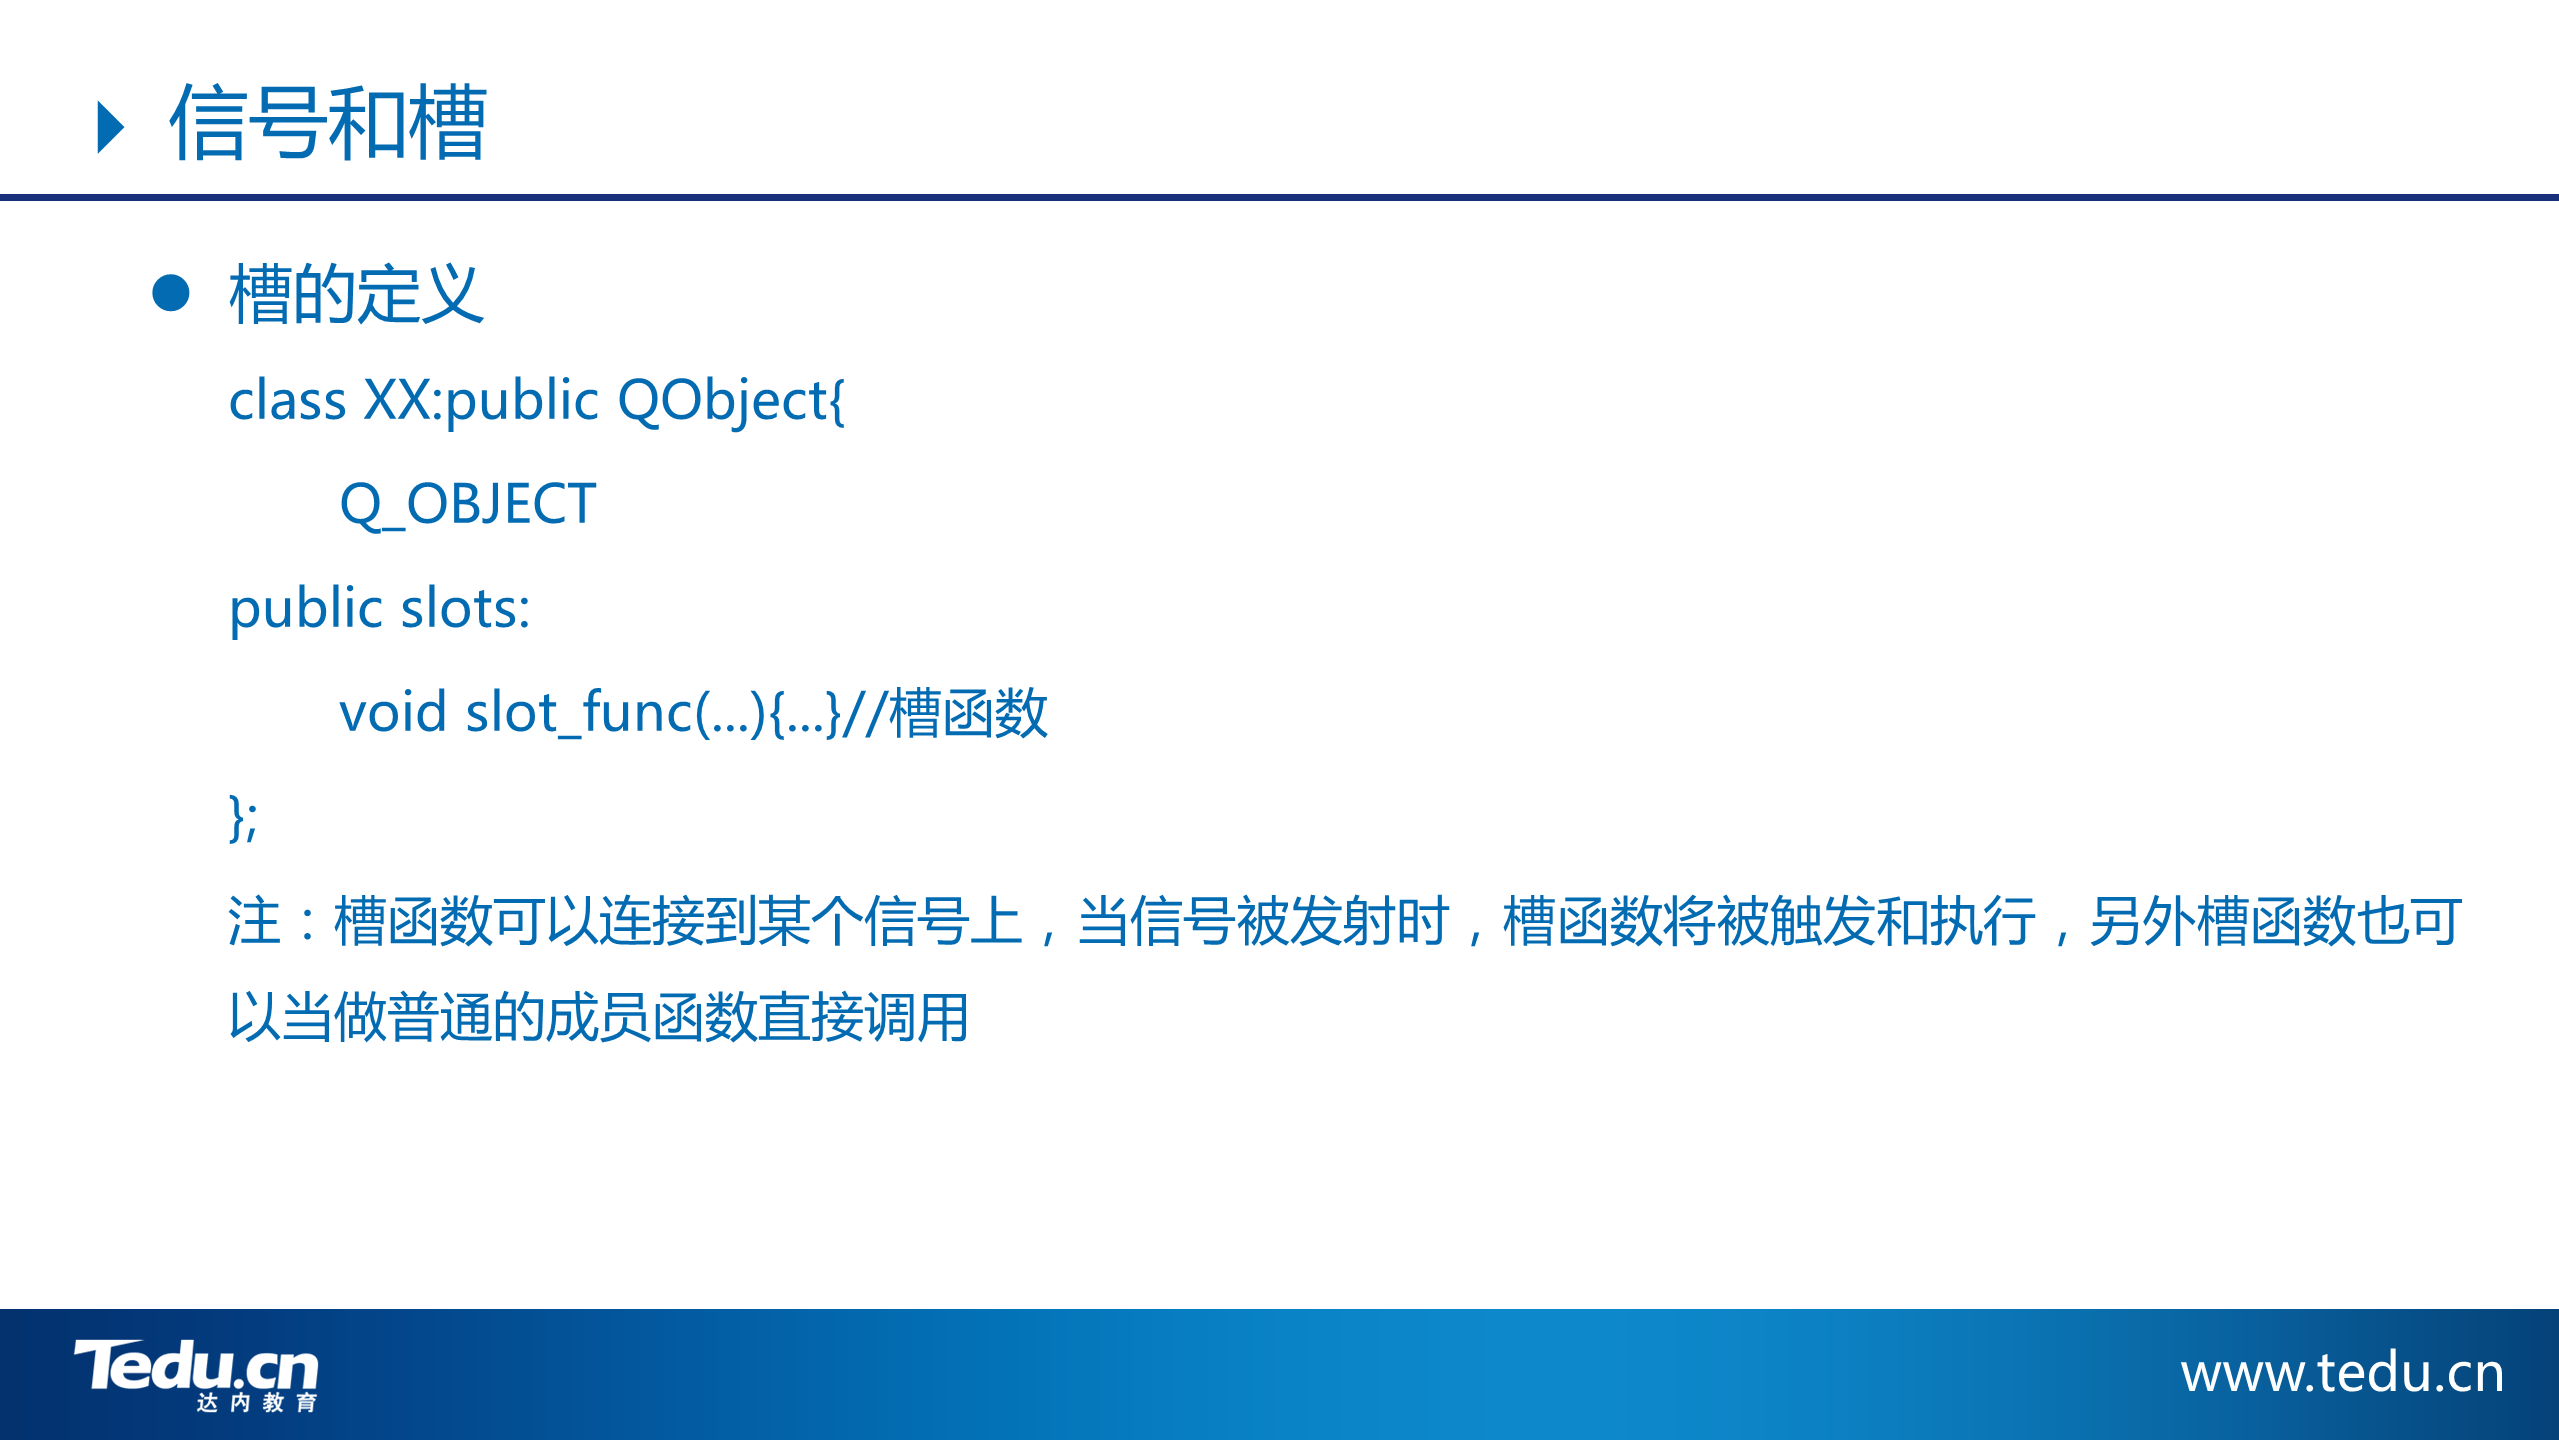 信号和槽
槽的定义
class XX:public QObject{
Q_OBJECT
public slots:
void slot_func(...){...}//槽函数
};
注：槽函数可以连接到某个信号上，当信号被发射时，槽函数将被触发和执行，另外槽函数也可
以当做普通的成员函数直接调用
Tedu.cn
达内教育
www.tedu.cn